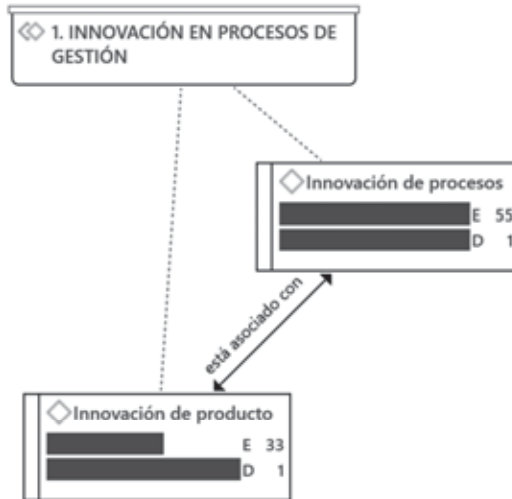 1. INNOVACIÓN EN PROCESOS DE
GESTIÓN
Innovación de procesos
E 55
D 1
está asociado con
Innovación de producto
E 33
D 1